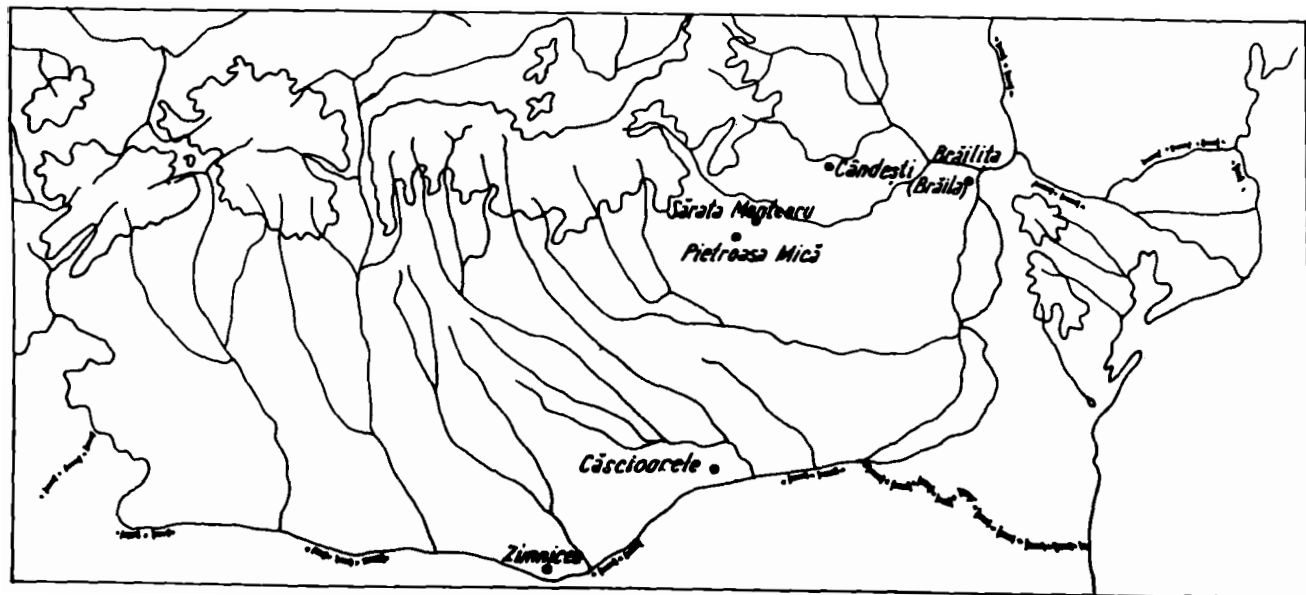 Brăilița
Cândești
Brăila
Sărata Monteoru
Pietroasa Mică
Căscioarele
Zimnicea